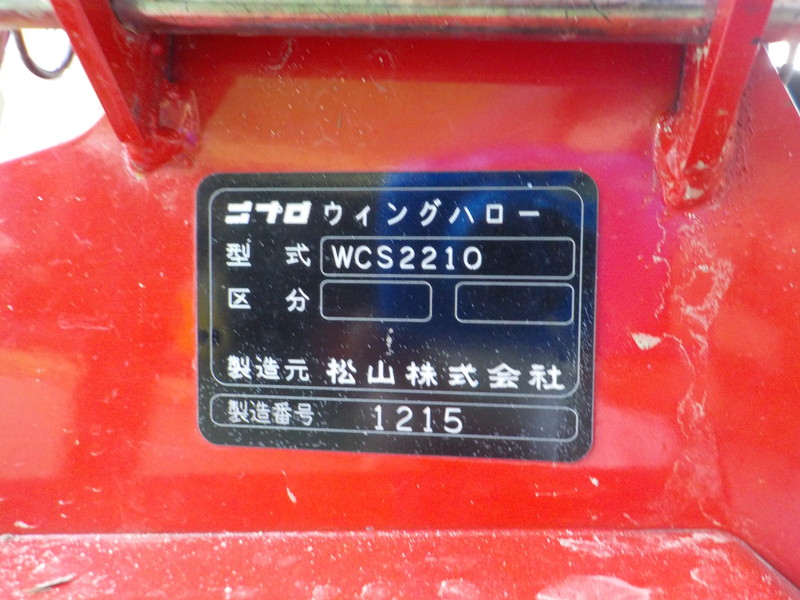 ニプロ ウィングハロー
型式 WCS2210
区分
製造元 松山株式会社
製造番号 1215